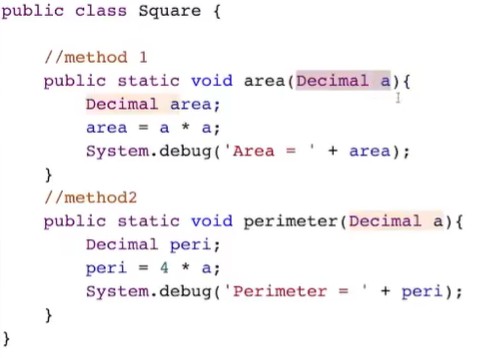 public class Square {
//method 1
public static void area(Decimal a){
Decimal area;
area = a * a;
System.debug('Area = ' + area);
}
//method2
public static void perimeter(Decimal a){
Decimal peri;
peri = 4 * a;
System.debug('Perimeter = ' + peri);
}
}